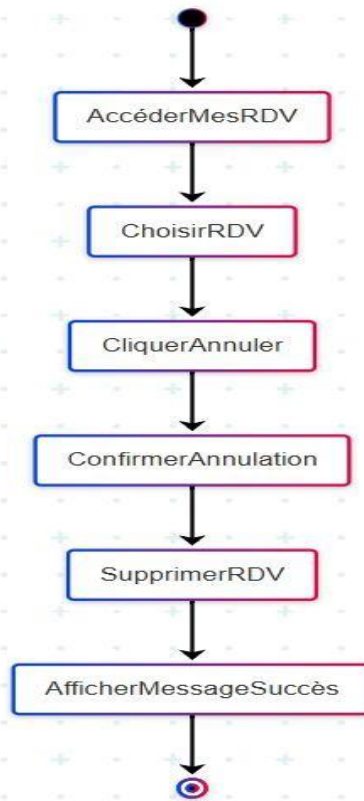 AccéderMesRDV
ChoisirRDV
CliquerAnnuler
ConfirmerAnnulation
SupprimerRDV
AfficherMessageSuccès